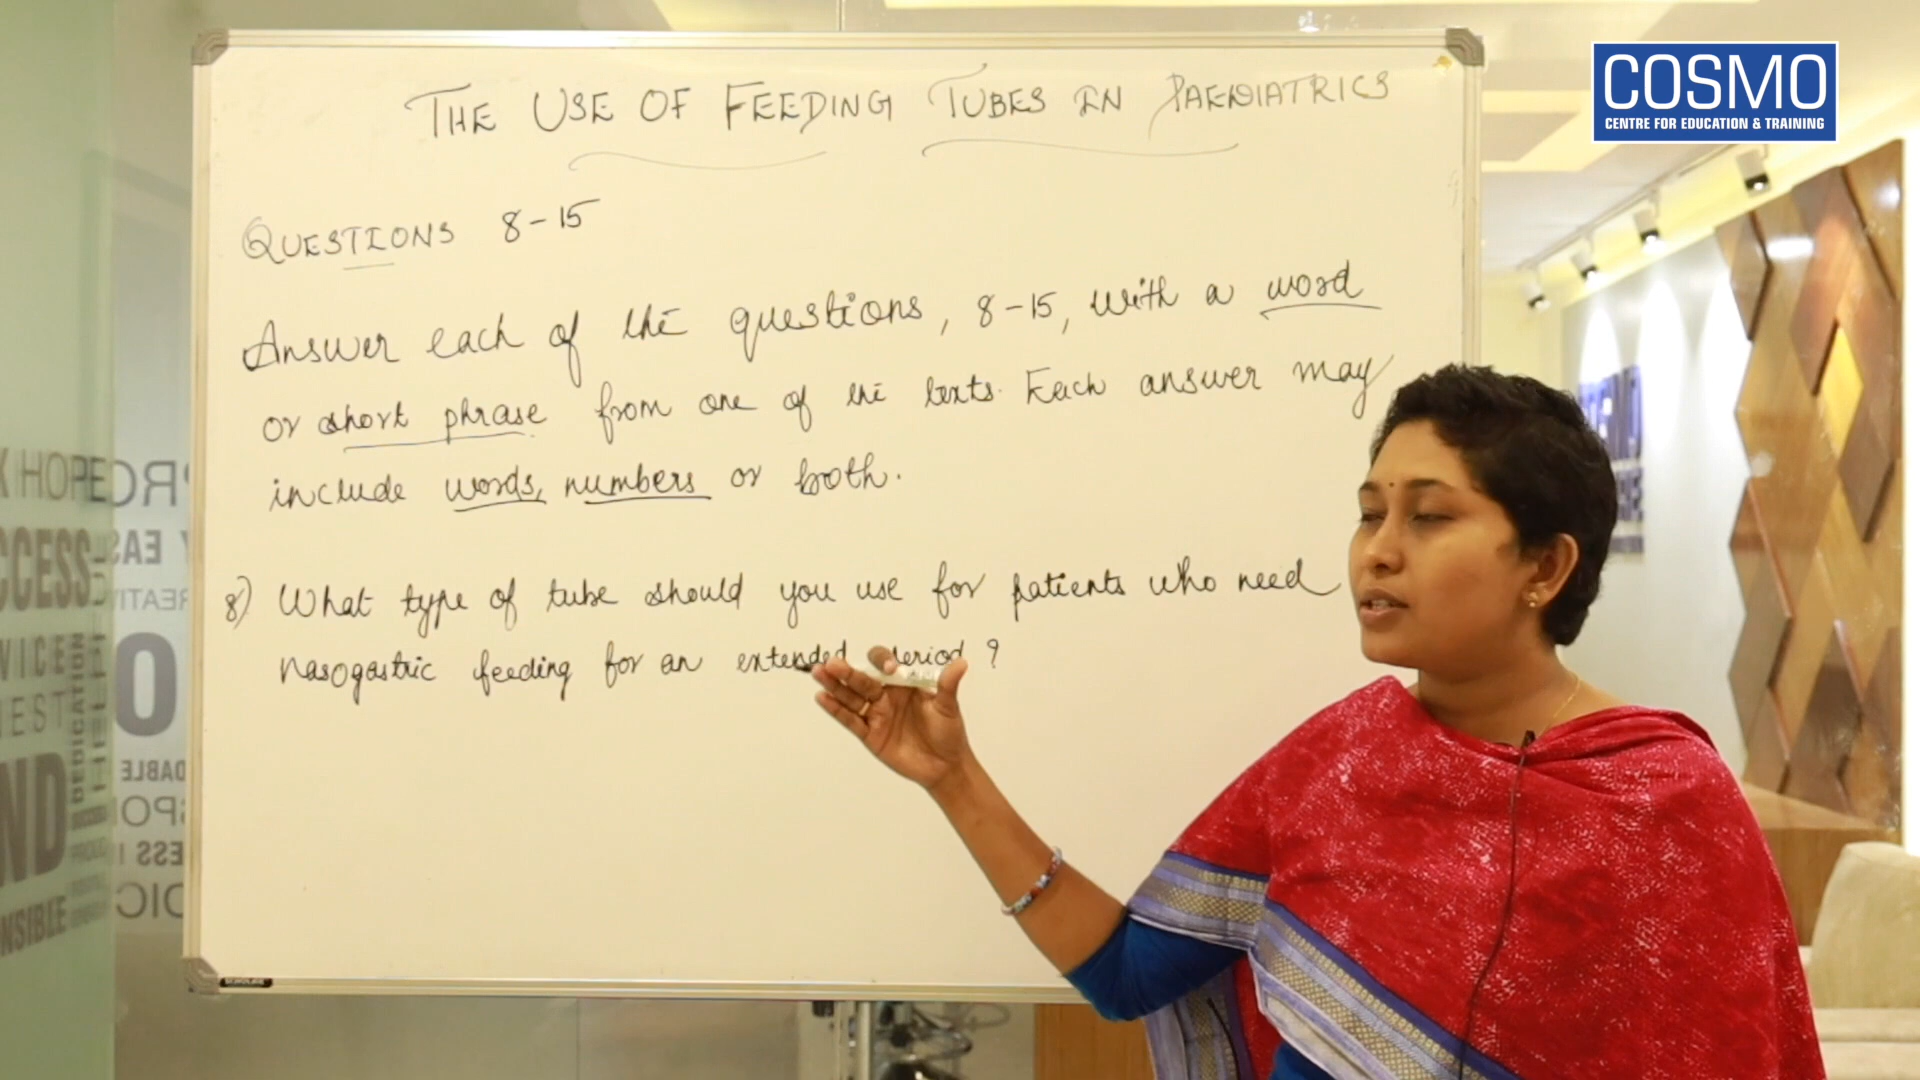 THE USE OF FEEDING TUBES IN PAEDIATRICS
COSMO
CENTRE FOR EDUCATION & TRAINING
QUESTIONS 8-15
Answer each of the questions, 8-15, with a word
or short phrase from one of the texts. Each answer may
include words, numbers or both.
8) What type of tube should you use for patients who need
nasogastric feeding for an extended period?
HOPE
SUCCESS
DEDICATION